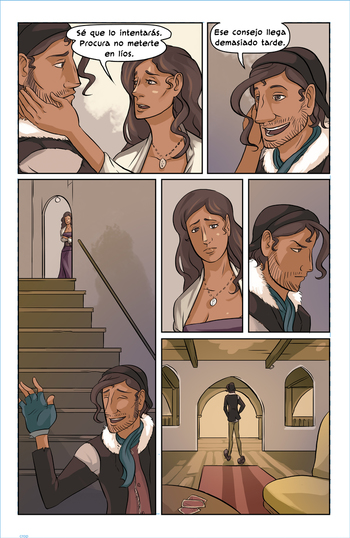 Sé que lo intentarás.
Procura no meterte
en líos.
Ese consejo llega
demasiado tarde.